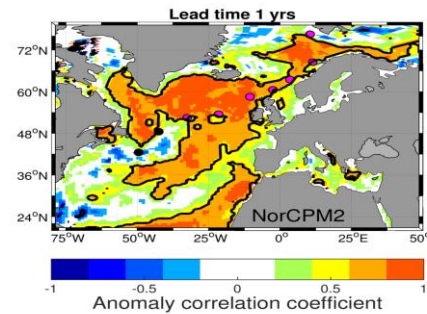 Lead time 1 yrs
72°N
60°N
48°N
36°N
24°N
75°W
50°W
25°W
0°
25°E
50°E
NorCPM2
-1 -0.5 0 0.5 1
Anomaly correlation coefficient